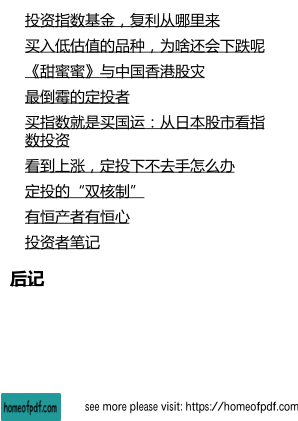 投资指数基金，复利从哪里来
买入低估值的品种，为啥还会下跌呢
《甜蜜蜜》与中国香港股灾
最倒霉的定投者
买指数就是买国运：从日本股市看指
数投资
看到上涨，定投下不去手怎么办
定投的“双核制”
有恒产者有恒心
投资者笔记
后记
homeofpdf.com
see more please visit: https://homeofpdf.com